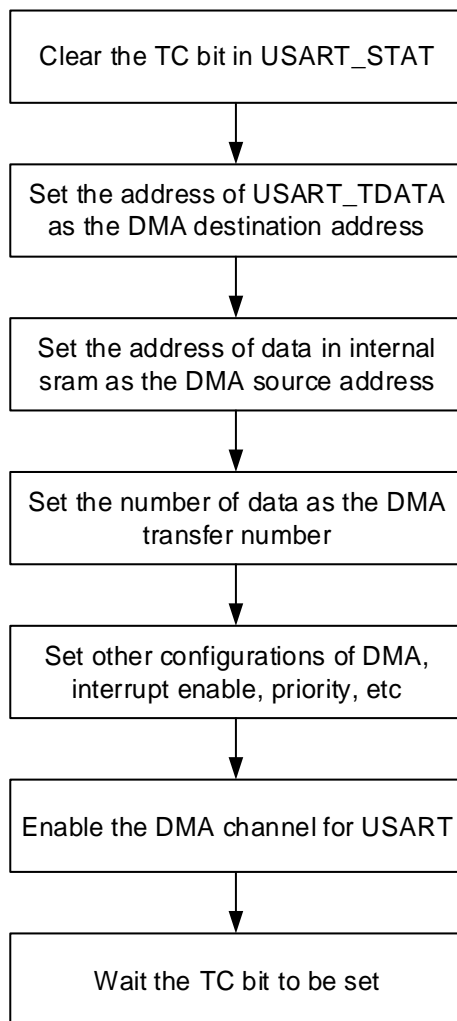 Clear the TC bit in USART_STAT
Set the address of USART_TDATA
as the DMA destination address
Set the address of data in internal
sram as the DMA source address
Set the number of data as the DMA
transfer number
Set other configurations of DMA,
interrupt enable, priority, etc
Enable the DMA channel for USART
Wait the TC bit to be set